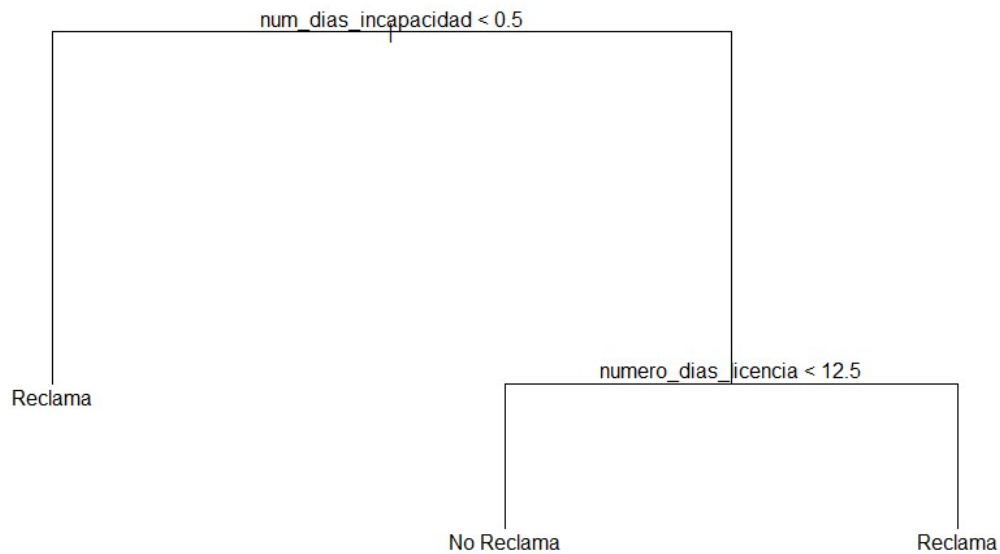 num_dias_incapacidad < 0.5
numero_dias_licencia < 12.5
Reclama
No Reclama
Reclama